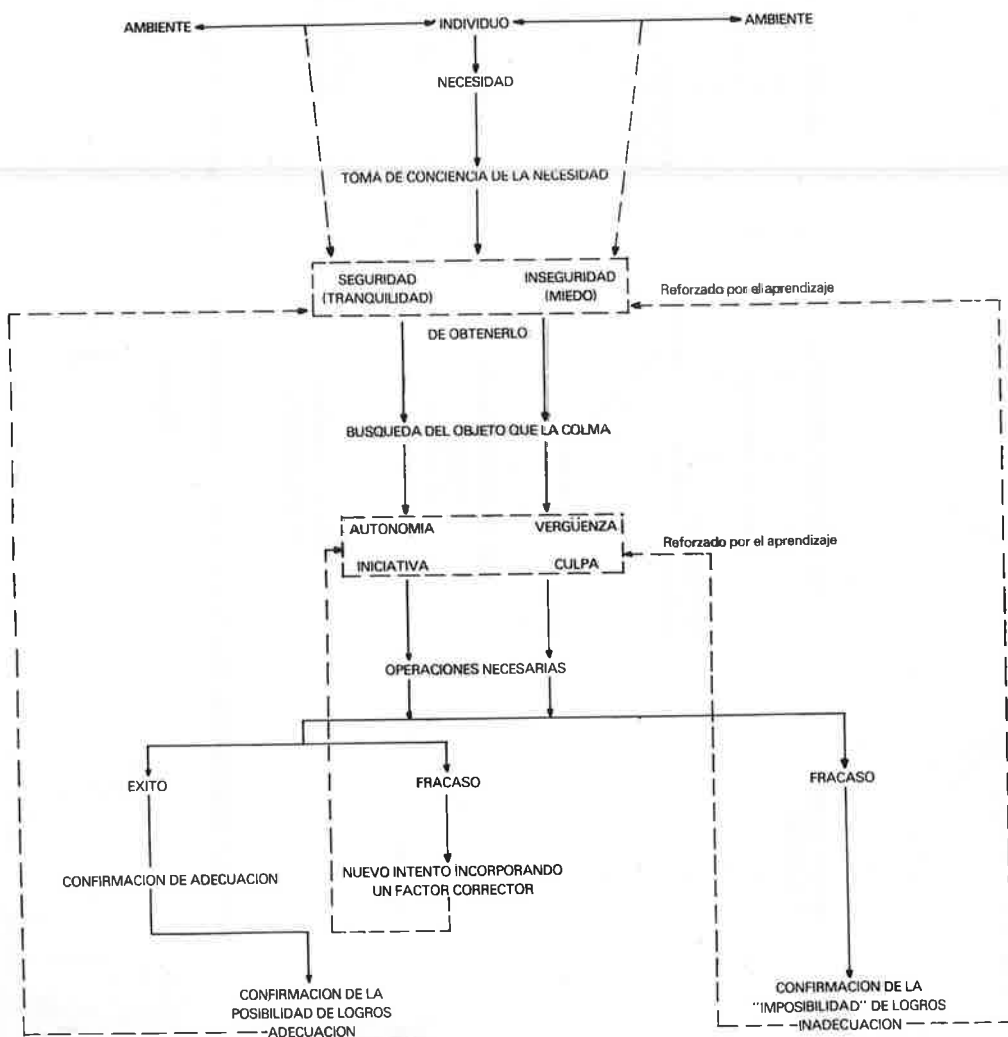 AMBIENTE INDIVIDUO AMBIENTE
NECESIDAD
TOMA DE CONCIENCIA DE LA NECESIDAD
SEGURIDAD INSEGURIDAD
(TRANQUILIDAD) (MIEDO)
Reforzado por el aprendizaje
DE OBTENERLO
BUSQUEDA DEL OBJETO QUE LA COLMA
AUTONOMIA VERGÜENZA
Reforzado por el aprendizaje
INICIATIVA CULPA
OPERACIONES NECESARIAS
EXITO FRACASO FRACASO
CONFIRMACION DE ADECUACION
NUEVO INTENTO INCORPORANDO
UN FACTOR CORRECTOR
CONFIRMACION DE LA
POSIBILIDAD DE LOGROS
ADECUACION
CONFIRMACION DE LA
"IMPOSIBILIDAD" DE LOGROS
INADECUACION